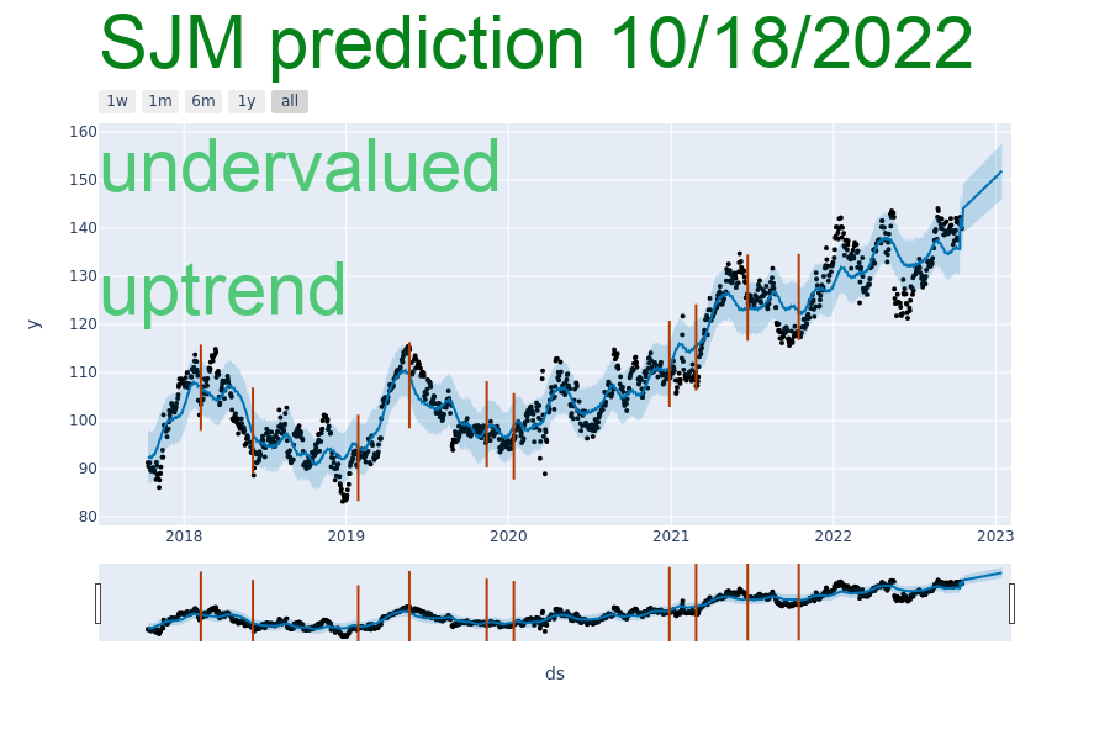 SJM prediction 10/18/2022
1w 1m 6m 1y all
160
undervalued
150
140
130
uptrend
120
y
110
100
90
80
2018 2019 2020 2021 2022 2023
ds